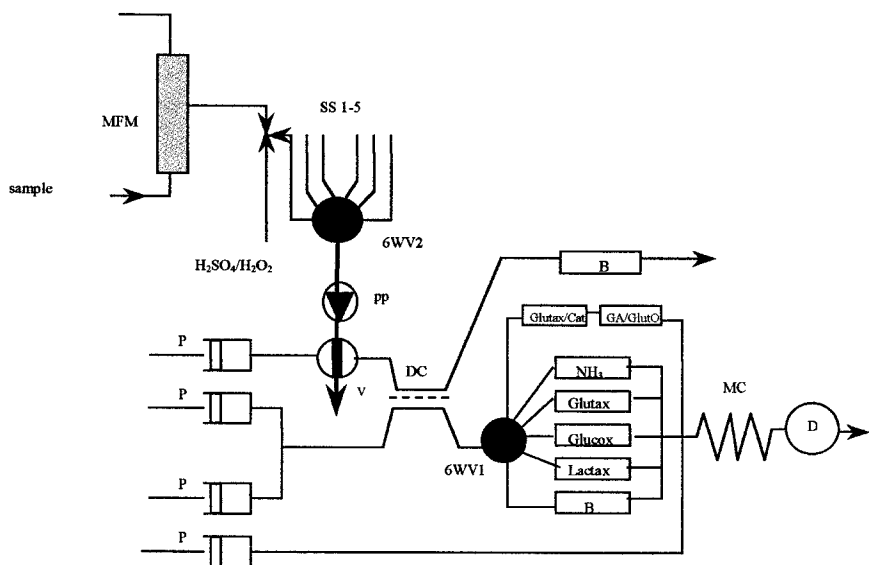 SS 1-5
MFM
sample
6WV2
H₂SO₄/H₂O₂
B
pp
Glutax/Cat
GA/GlutO
P
DC
V
NH₃
MC
P
Glutax
D
Glucox
6WV1
Lactax
P
B
P